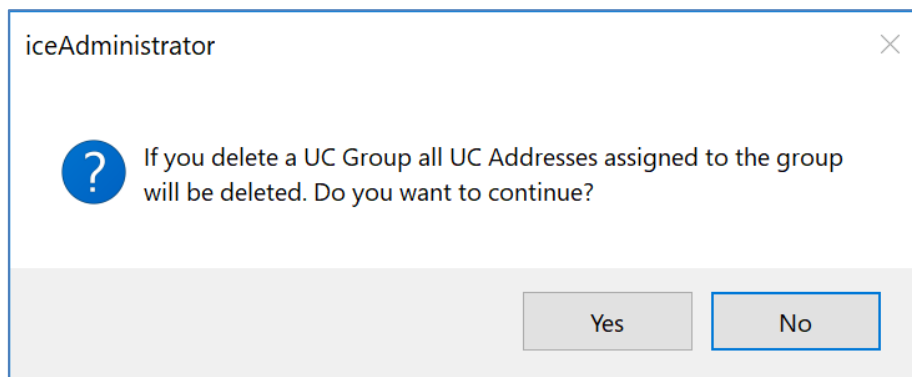 iceAdministrator
If you delete a UC Group all UC Addresses assigned to the group
will be deleted. Do you want to continue?
Yes
No